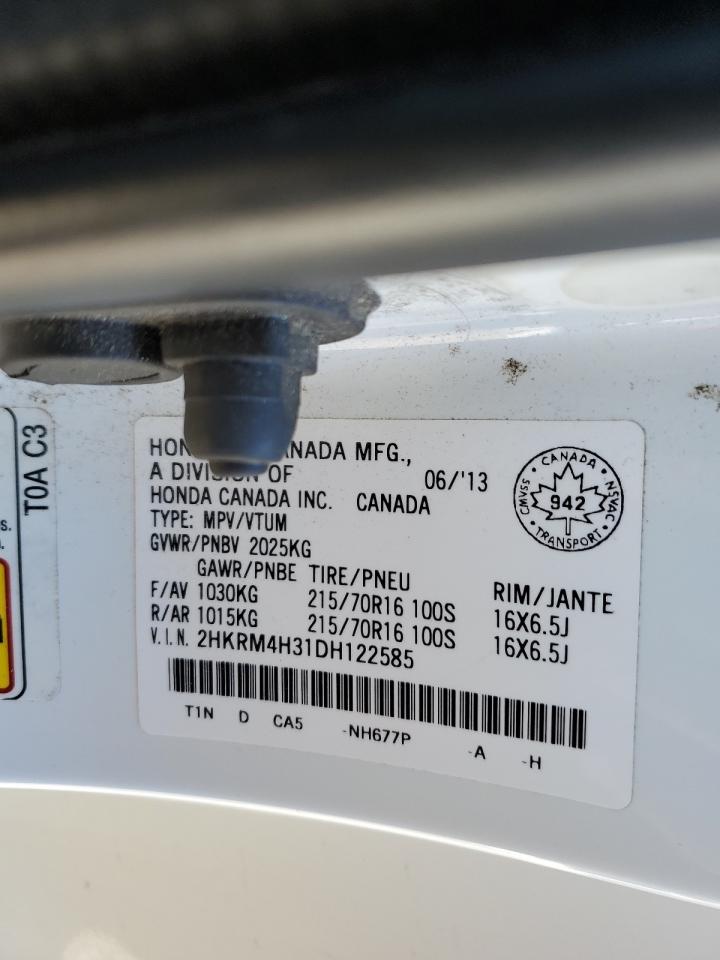 T0A C3
s.
HON ANADA MFG.,
A DIVISION OF
06/'13
HONDA CANADA INC. CANADA
TYPE: MPV/VTUM
GVWR/PNBV 2025KG
GAWR/PNBE TIRE/PNEU RIM/JANTE
F/AV 1030KG 215/70R16 100S 16X6.5J
R/AR 1015KG 215/70R16 100S 16X6.5J
V.I.N. 2HKRM4H31DH122585
T1N D CA5 -NH677P -A -H
CANADA
CMVSS 942 NSVAC
TRANSPORT